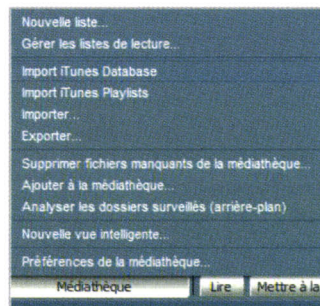 Nouvelle liste...
Gérer les listes de lecture...
Import iTunes Database
Import iTunes Playlists
Importer...
Exporter...
Supprimer fichiers manquants de la médiathèque...
Ajouter à la médiathèque...
Analyser les dossiers surveillés (arrière-plan)
Nouvelle vue intelligente...
Préférences de la médiathèque...
Médiathèque Lire Mettre à la